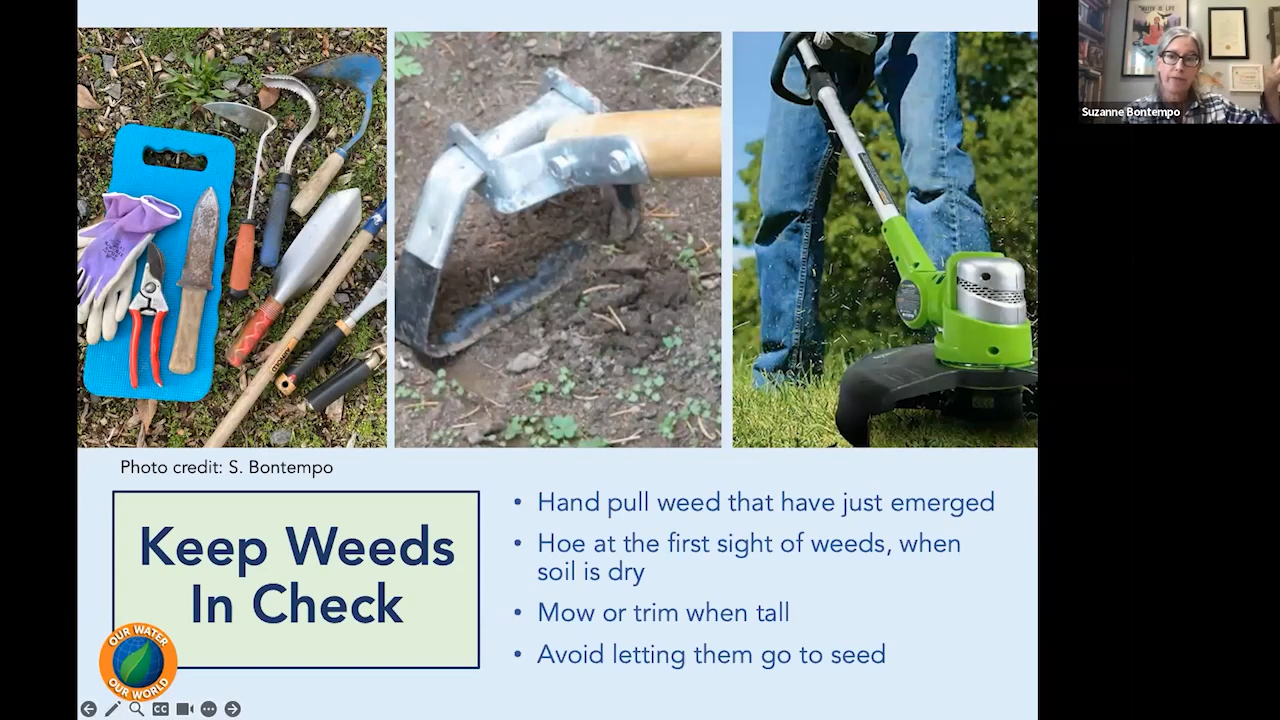 Suzanne Bontempo
Photo credit: S. Bontempo
Keep Weeds
In Check
• Hand pull weed that have just emerged
• Hoe at the first sight of weeds, when
soil is dry
• Mow or trim when tall
• Avoid letting them go to seed
OUR WATER
OUR WORLD
CC